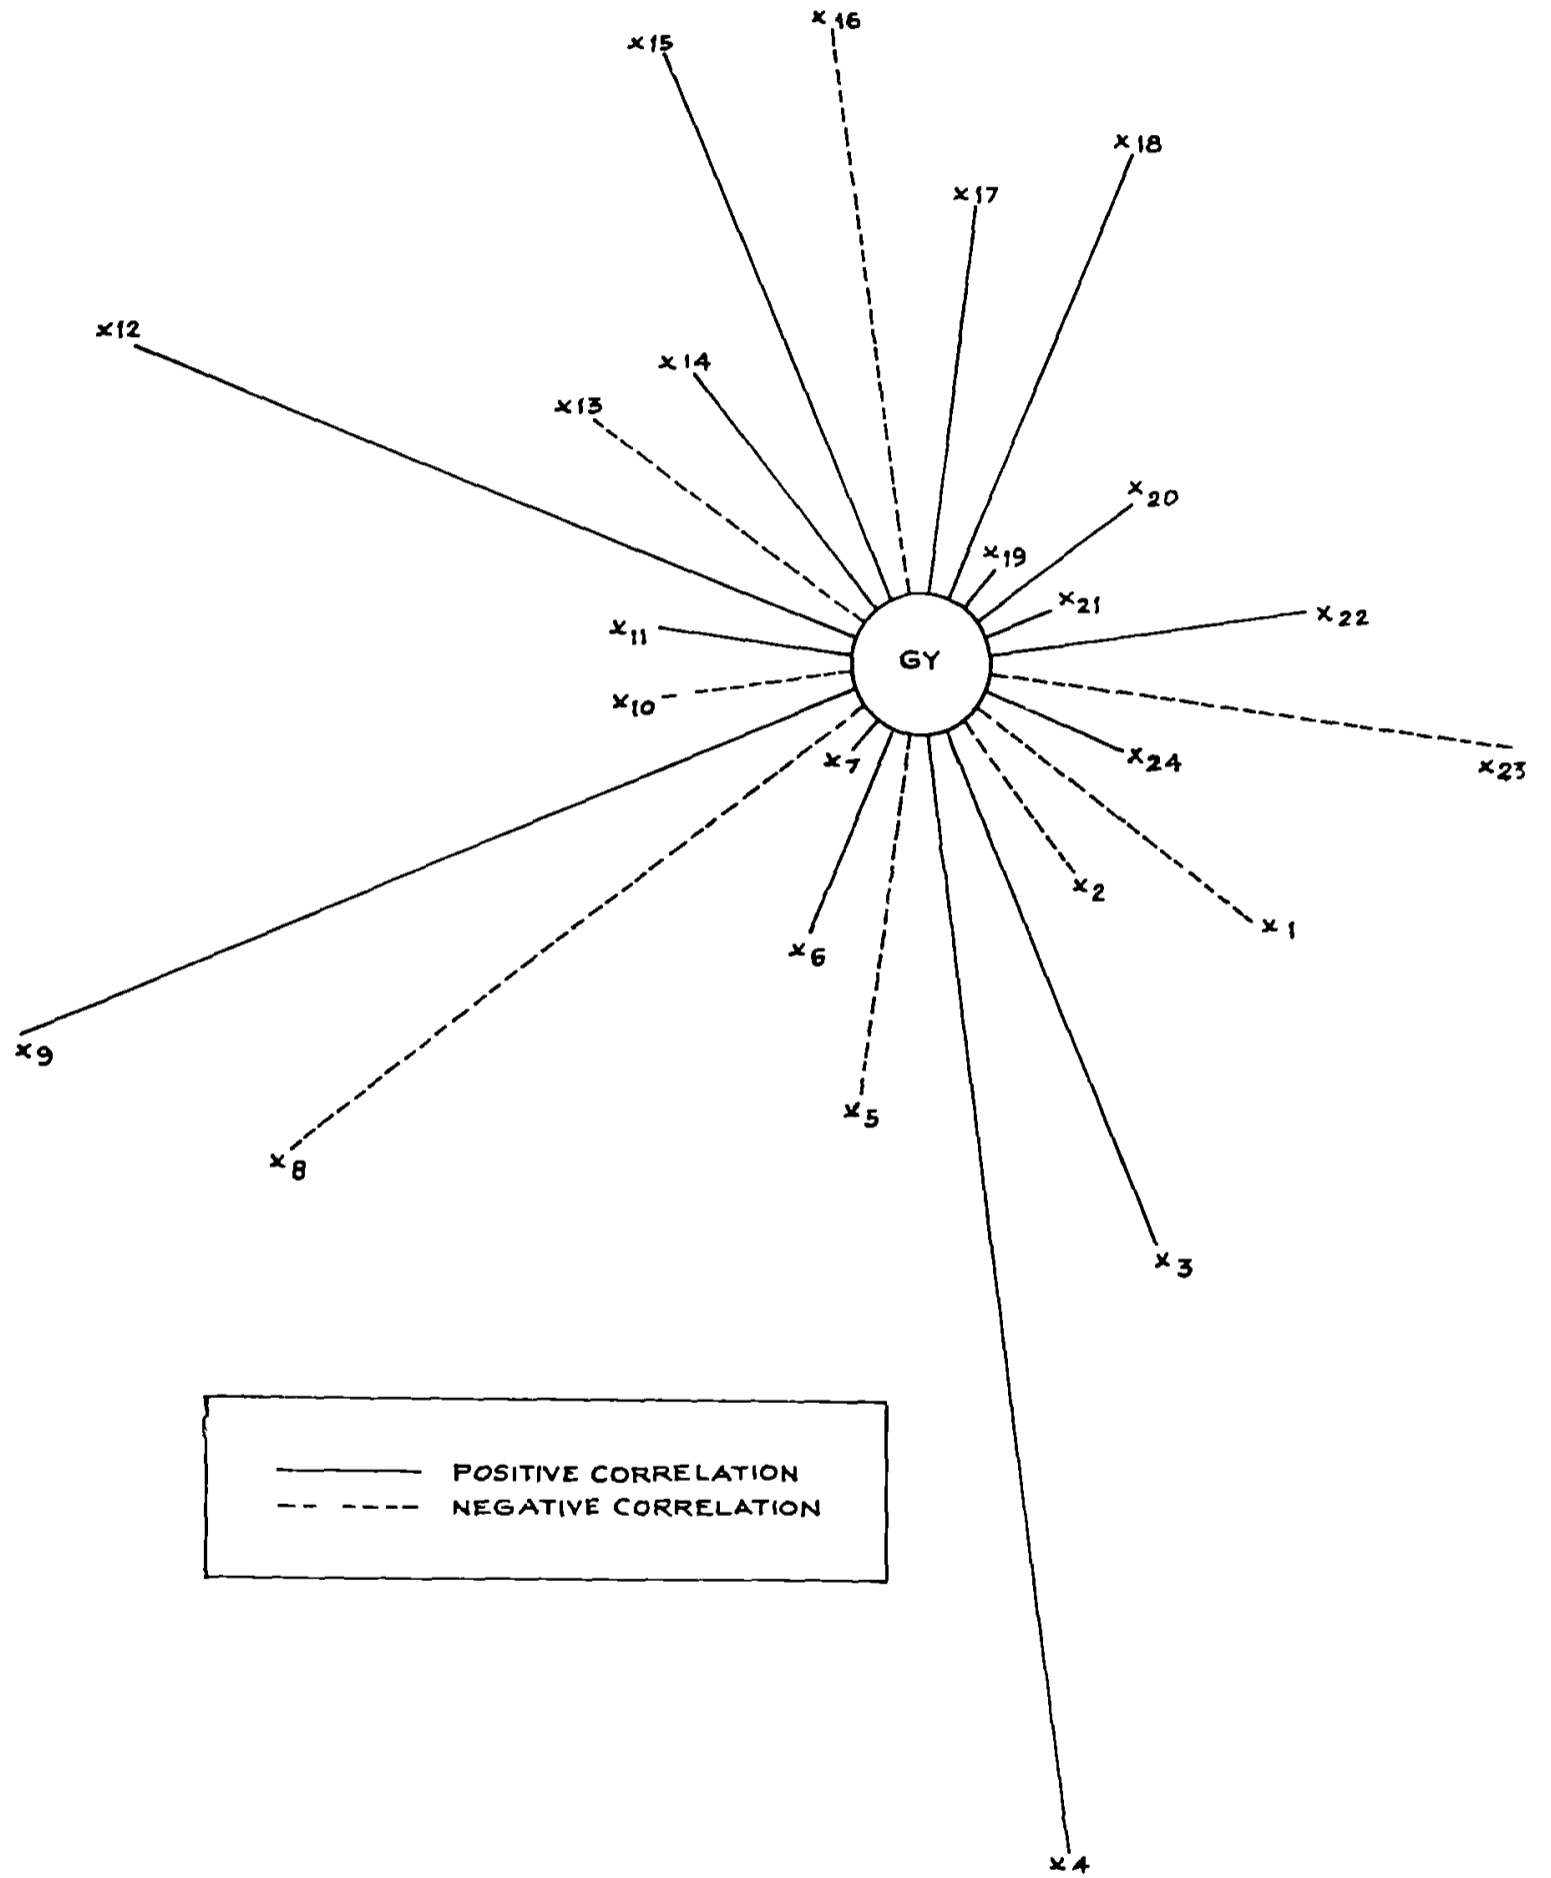 x16
x15
x18
x17
x12
x14
x13
x20
x19
x21
x22
x11
GY
x10
x24
x7
x23
x2
x1
x6
x9
x5
x8
x3
POSITIVE CORRELATION
NEGATIVE CORRELATION
x4